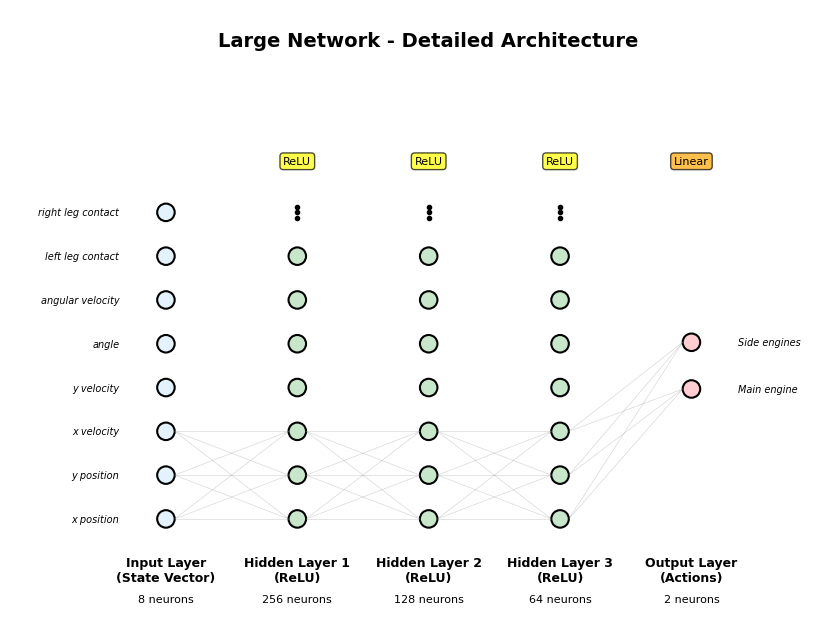 Large Network - Detailed Architecture
ReLU
ReLU
ReLU
Linear
right leg contact
left leg contact
angular velocity
angle
y velocity
x velocity
y position
x position
Side engines
Main engine
Input Layer
(State Vector)
8 neurons
Hidden Layer 1
(ReLU)
256 neurons
Hidden Layer 2
(ReLU)
128 neurons
Hidden Layer 3
(ReLU)
64 neurons
Output Layer
(Actions)
2 neurons